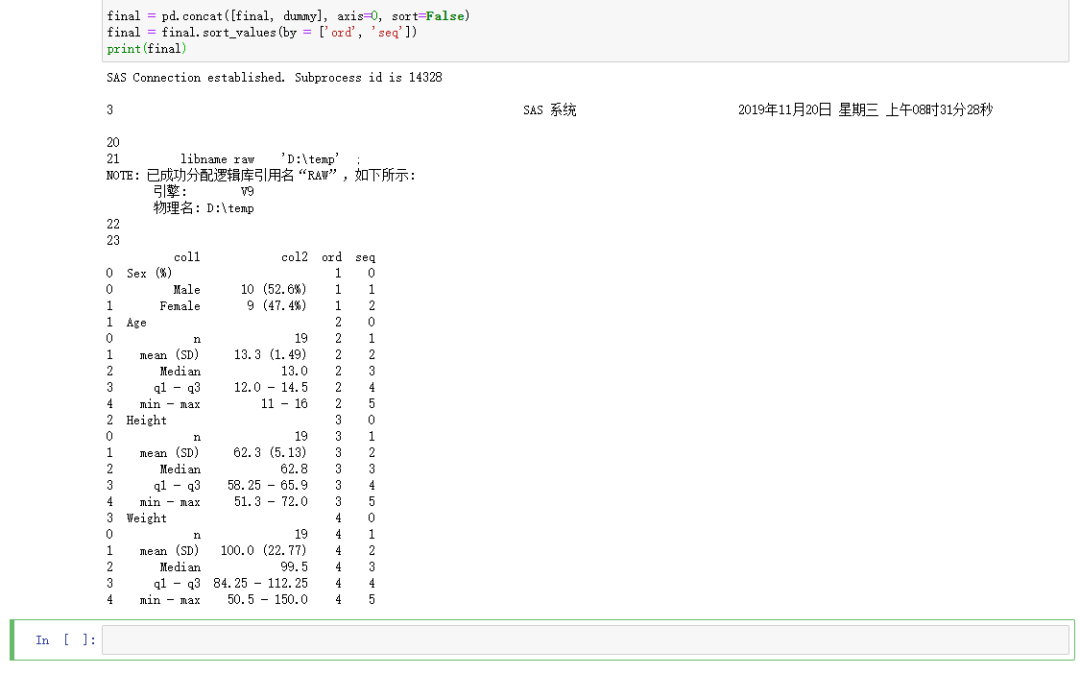 final = pd.concat([final, dummy], axis=0, sort=False)
final = final.sort_values(by = ['ord', 'seq'])
print(final)
SAS Connection established. Subprocess id is 14328
3 SAS 系统 2019年11月20日 星期三 上午08时31分28秒
20
21 libname raw 'D:\temp' ;
NOTE: 已成功分配逻辑库引用名“RAW”，如下所示:
引擎: V9
物理名: D:\temp
22
23
col1 col2 ord seq
0 Sex (%) 1 0
0 Male 10 (52.6%) 1 1
1 Female 9 (47.4%) 1 2
1 Age 2 0
0 n 19 2 1
1 mean (SD) 13.3 (1.49) 2 2
2 Median 13.0 2 3
3 q1 - q3 12.0 - 14.5 2 4
4 min - max 11 - 16 2 5
2 Height 3 0
0 n 19 3 1
1 mean (SD) 62.3 (5.13) 3 2
2 Median 62.8 3 3
3 q1 - q3 58.25 - 65.9 3 4
4 min - max 51.3 - 72.0 3 5
3 Weight 4 0
0 n 19 4 1
1 mean (SD) 100.0 (22.77) 4 2
2 Median 99.5 4 3
3 q1 - q3 84.25 - 112.25 4 4
4 min - max 50.5 - 150.0 4 5
In [ ]: